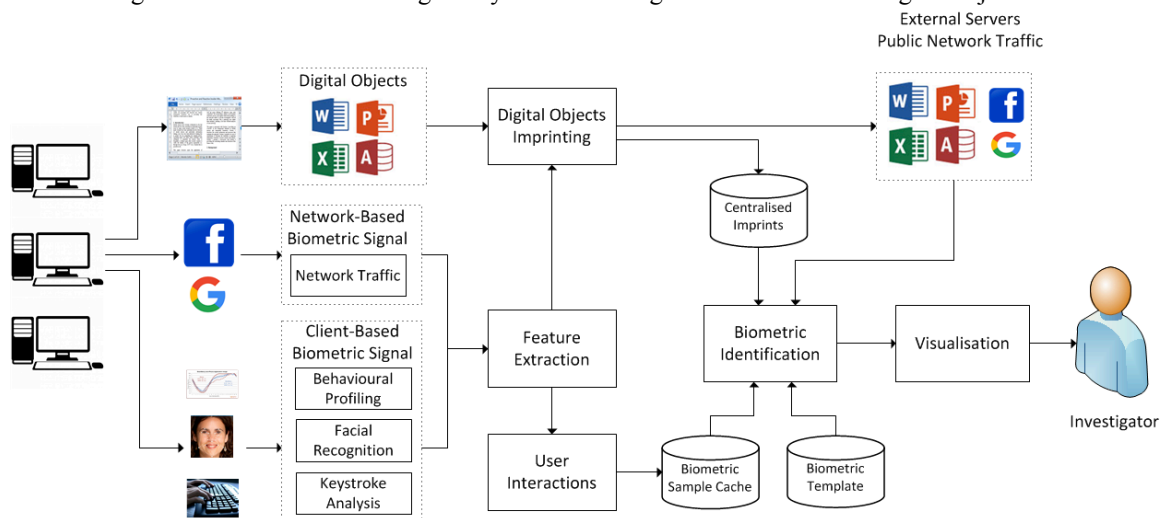 External Servers
Public Network Traffic
Digital Objects
W
P
X
A
Digital Objects
Imprinting
W
P
f
X
A
G
Centralised
Imprints
Network-Based
Biometric Signal
Network Traffic
f
G
Client-Based
Biometric Signal
Behavioural
Profiling
Facial
Recognition
Keystroke
Analysis
Feature
Extraction
User
Interactions
Biometric
Identification
Visualisation
Investigator
Biometric
Sample Cache
Biometric
Template